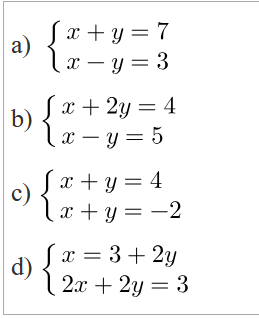 a) { x + y = 7
x − y = 3
b) { x + 2y = 4
x − y = 5
c) { x + y = 4
x + y = −2
d) { x = 3 + 2y
2x + 2y = 3